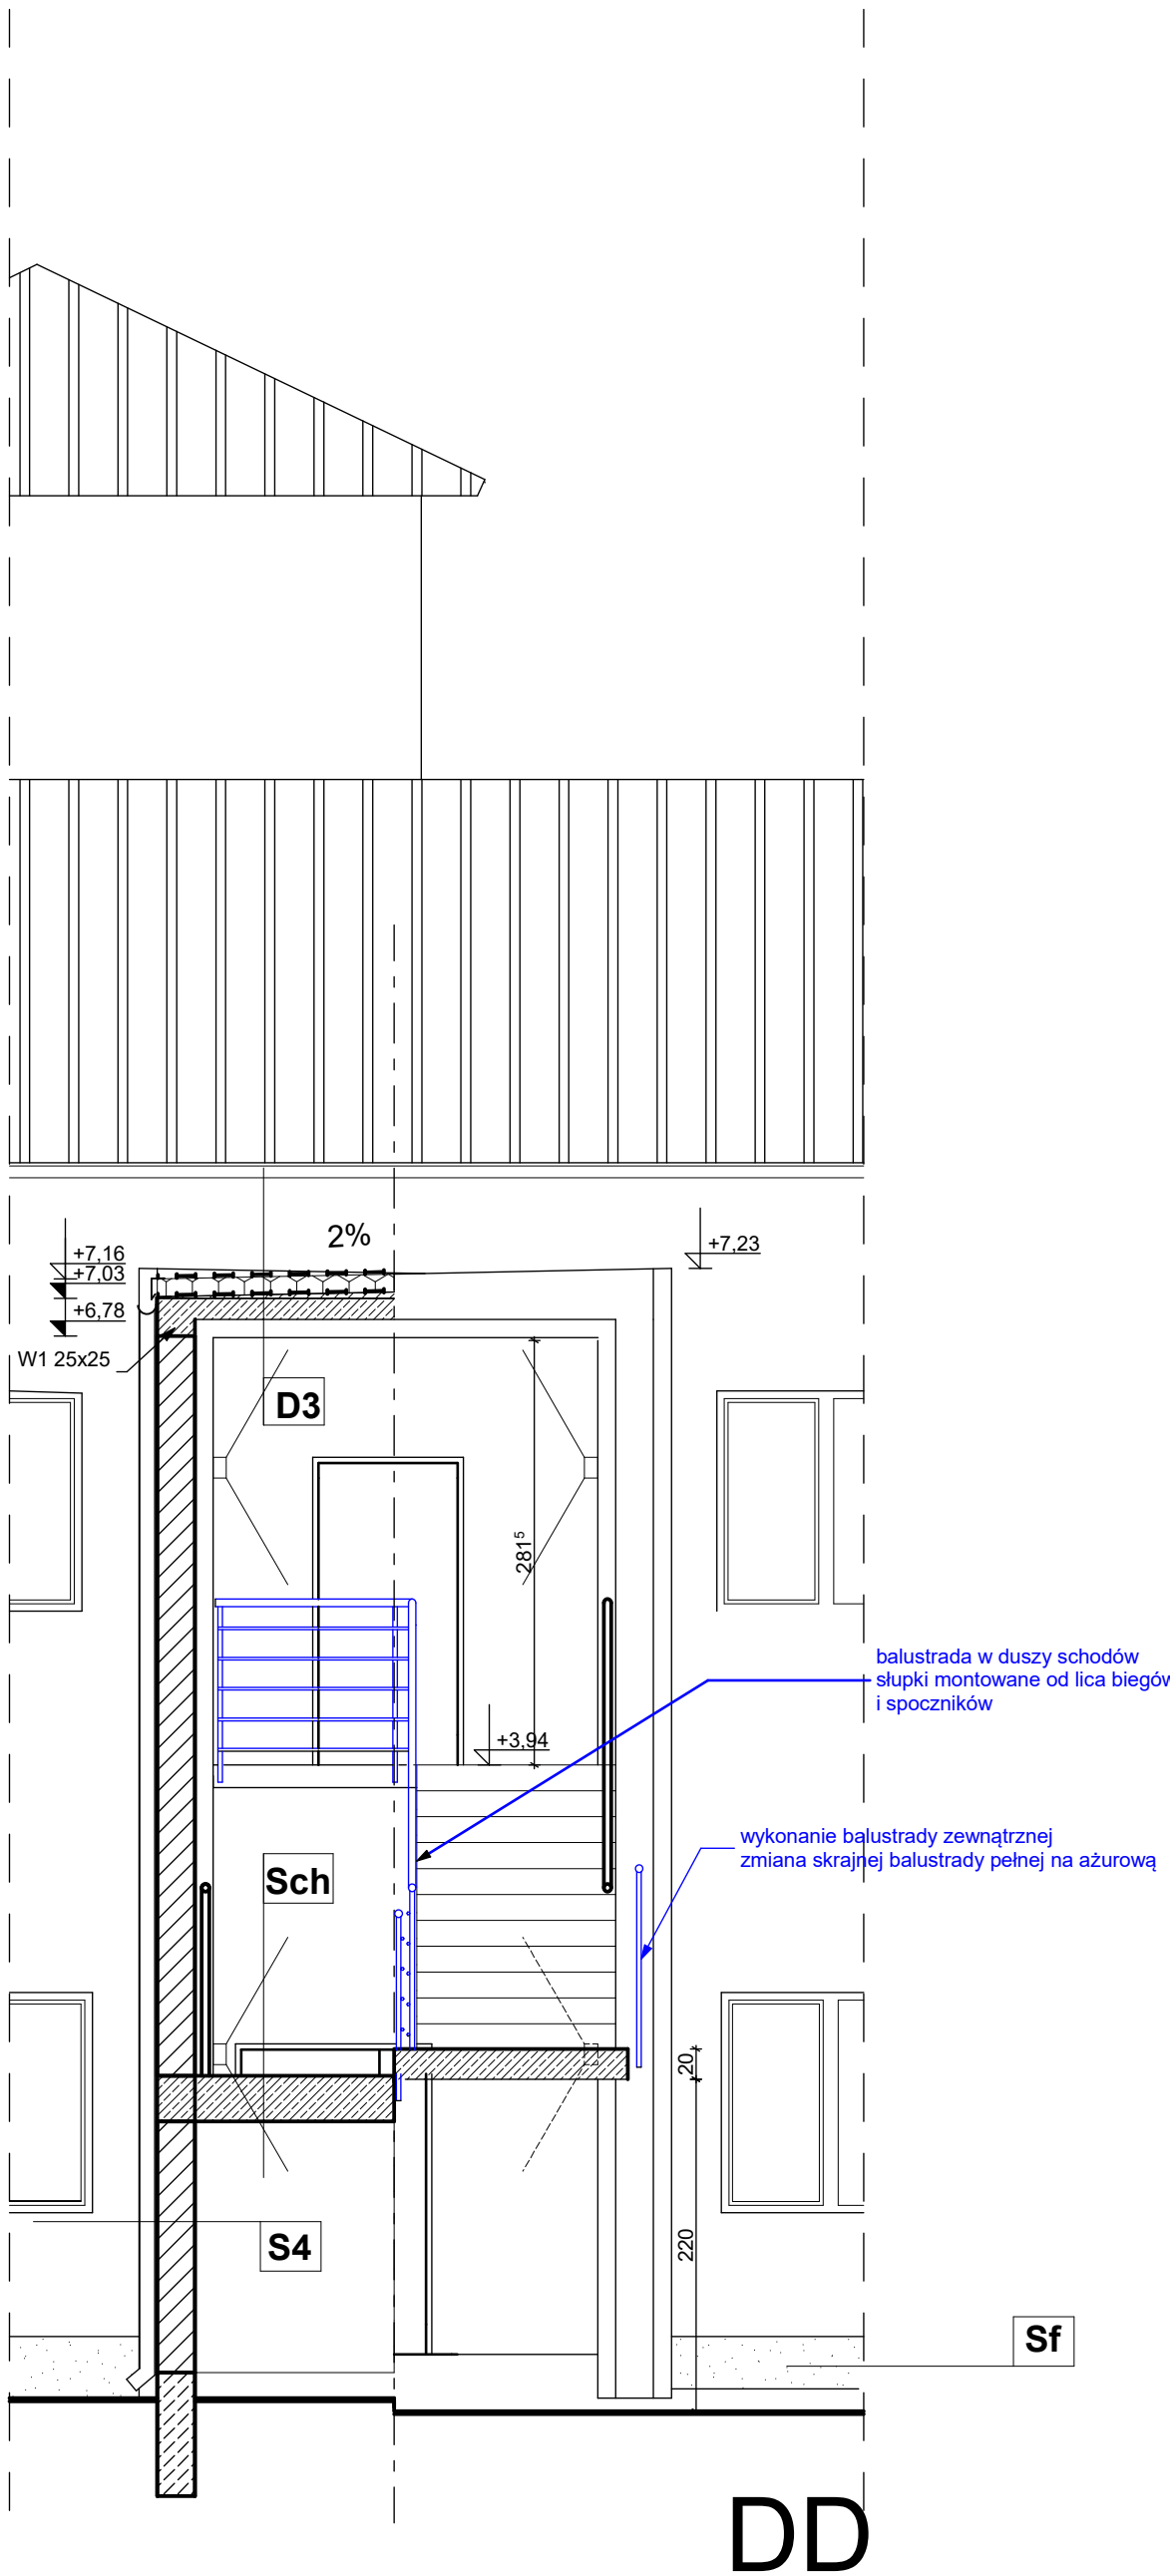 2%
+7,16
+7,03
+6,78
+7,23
W1 25x25
D3
281⁵
balustrada w duszy schodów
słupki montowane od lica biegów
i spoczników
+3,94
wykonanie balustrady zewnątrznej
zmiana skrajnej balustrady pełnej na ażurową
Sch
20
220
S4
Sf
DD